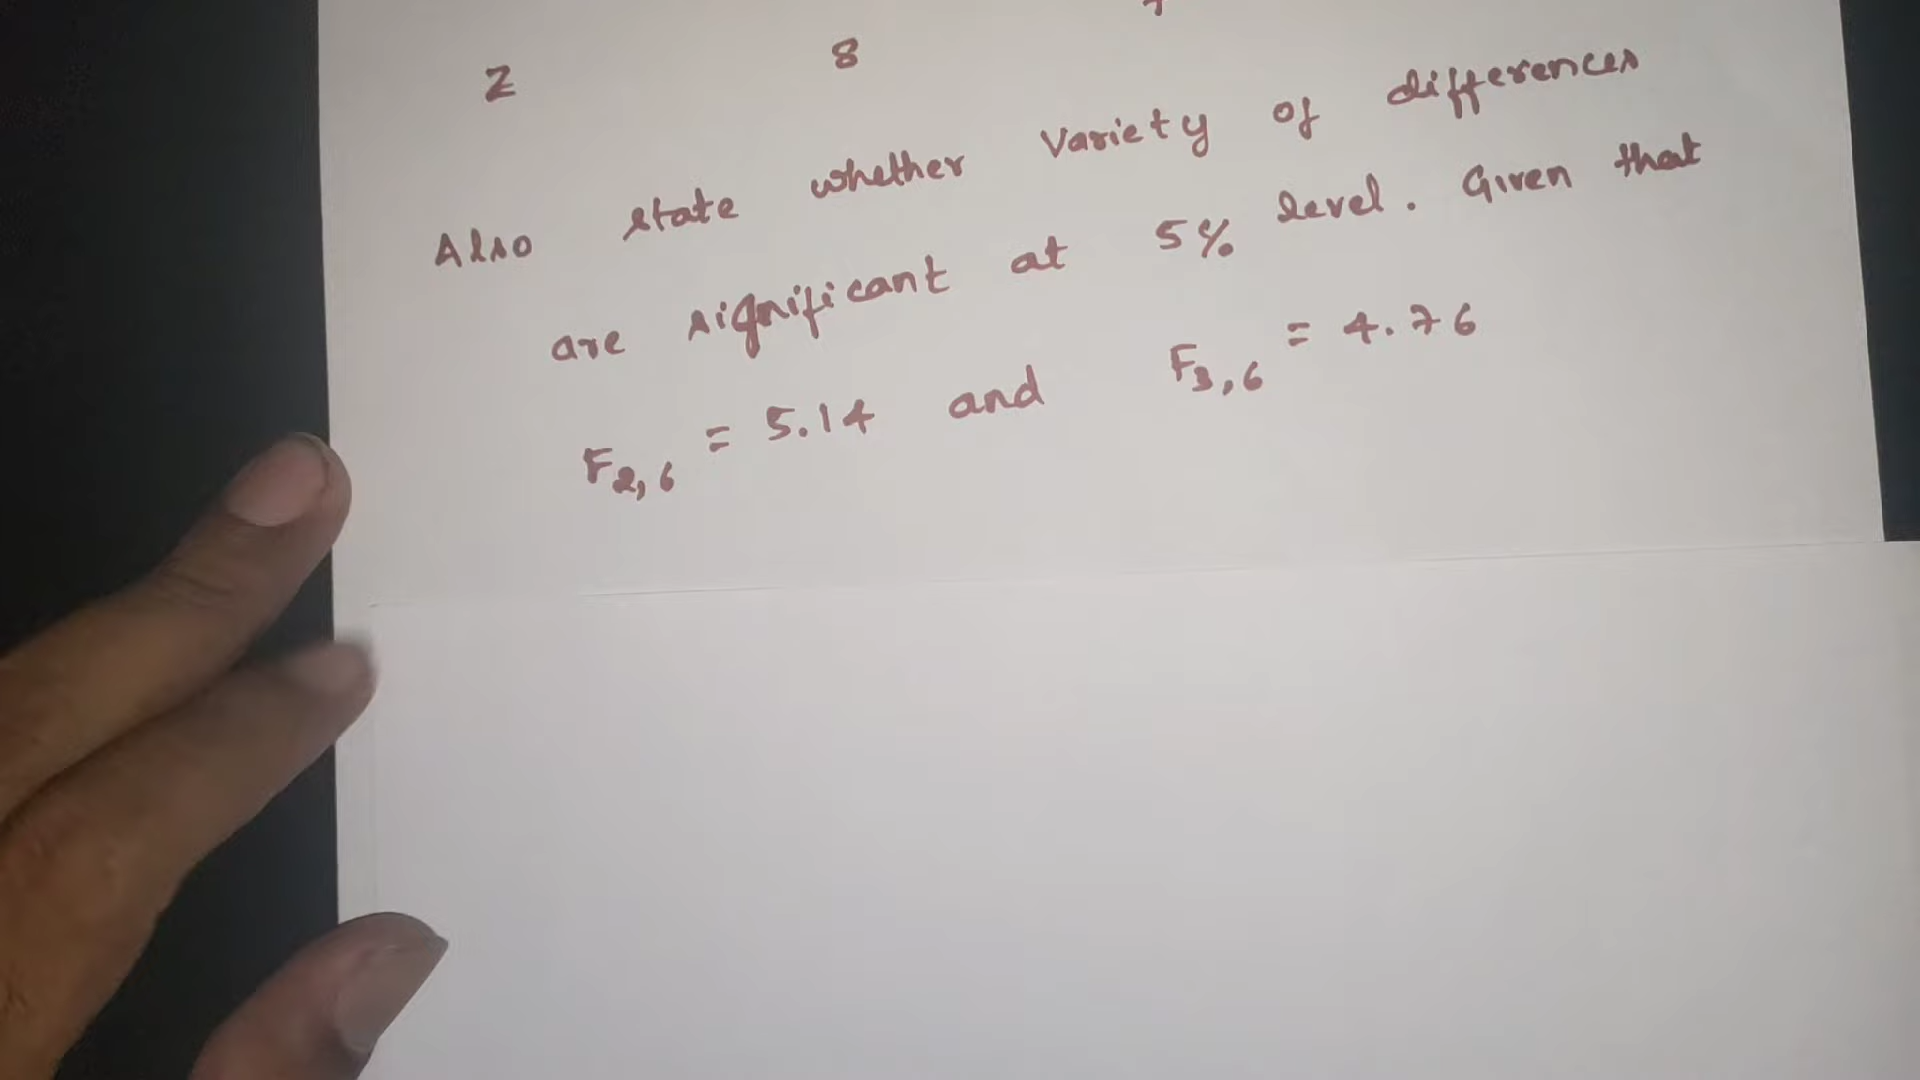 Z 8
Also state whether Variety of differences
are significant at 5% level. Given that
F2,6 = 5.14 and F3,6 = 4.76